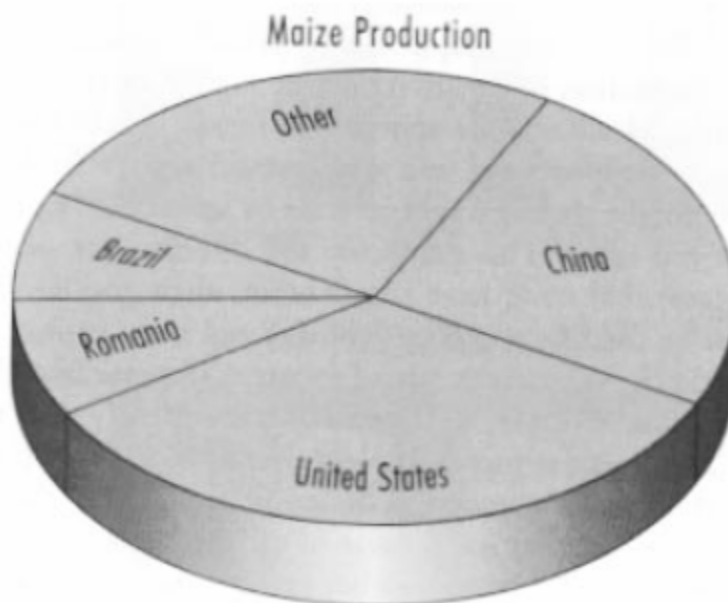 Maize Production
Other
China
Brazil
Romania
United States